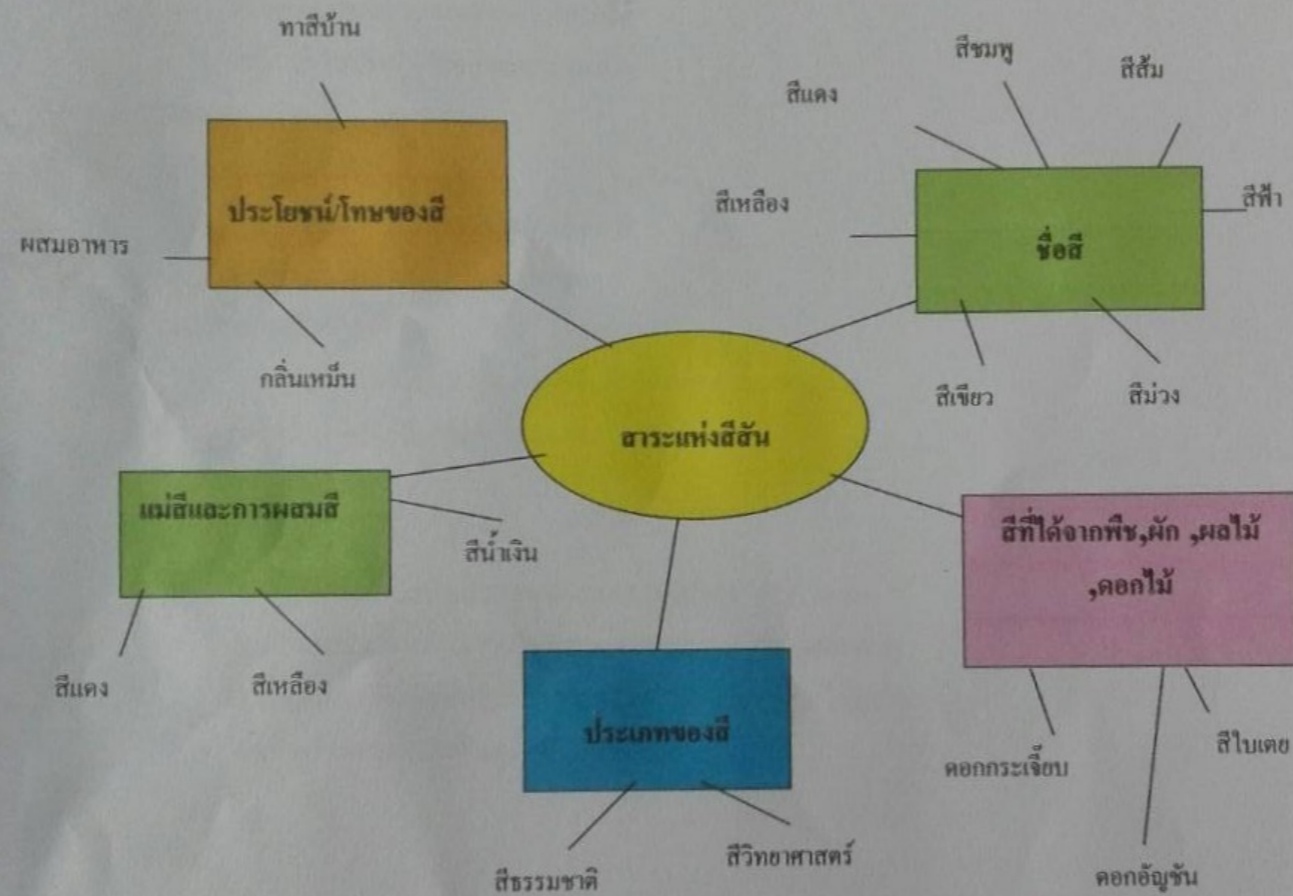 ทาสีบ้าน
ประโยชน์/โทษของสี
ผสมอาหาร
กลิ่นเหม็น
สีชมพู
สีส้ม
สีแดง
สีเหลือง
สีฟ้า
ชื่อสี
สีเขียว
สีม่วง
สาระแห่งสีสัน
แม่สีและการผสมสี
สีน้ำเงิน
สีแดง
สีเหลือง
สีที่ได้จากพืช,ผัก ,ผลไม้
,ดอกไม้
ดอกกระเจี๊ยบ
สีใบเตย
ดอกอัญชัน
ประเภทของสี
สีธรรมชาติ
สีวิทยาศาสตร์